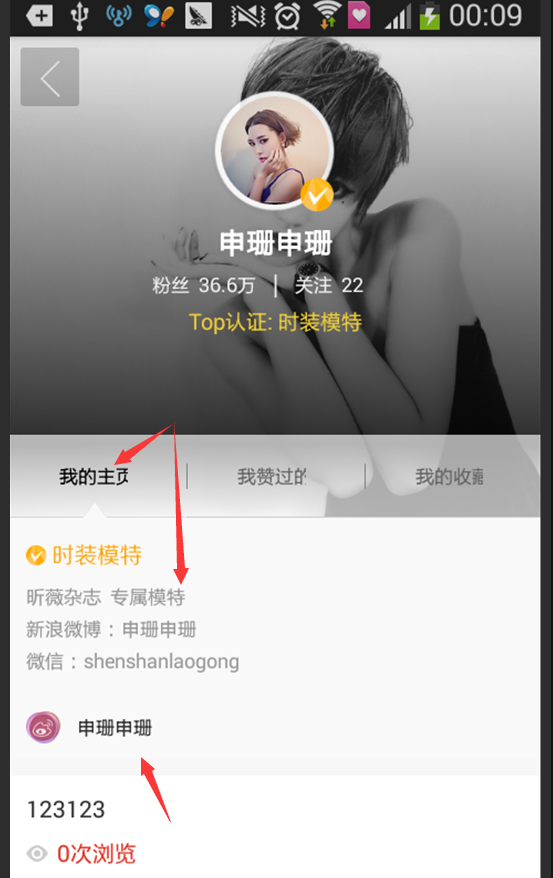 00:09
申珊申珊
粉丝 36.6万 | 关注 22
Top认证: 时装模特
我的主页 | 我赞过的 | 我的收藏
时装模特
昕薇杂志 专属模特
新浪微博：申珊申珊
微信：shenshanlaogong
申珊申珊
123123
0次浏览